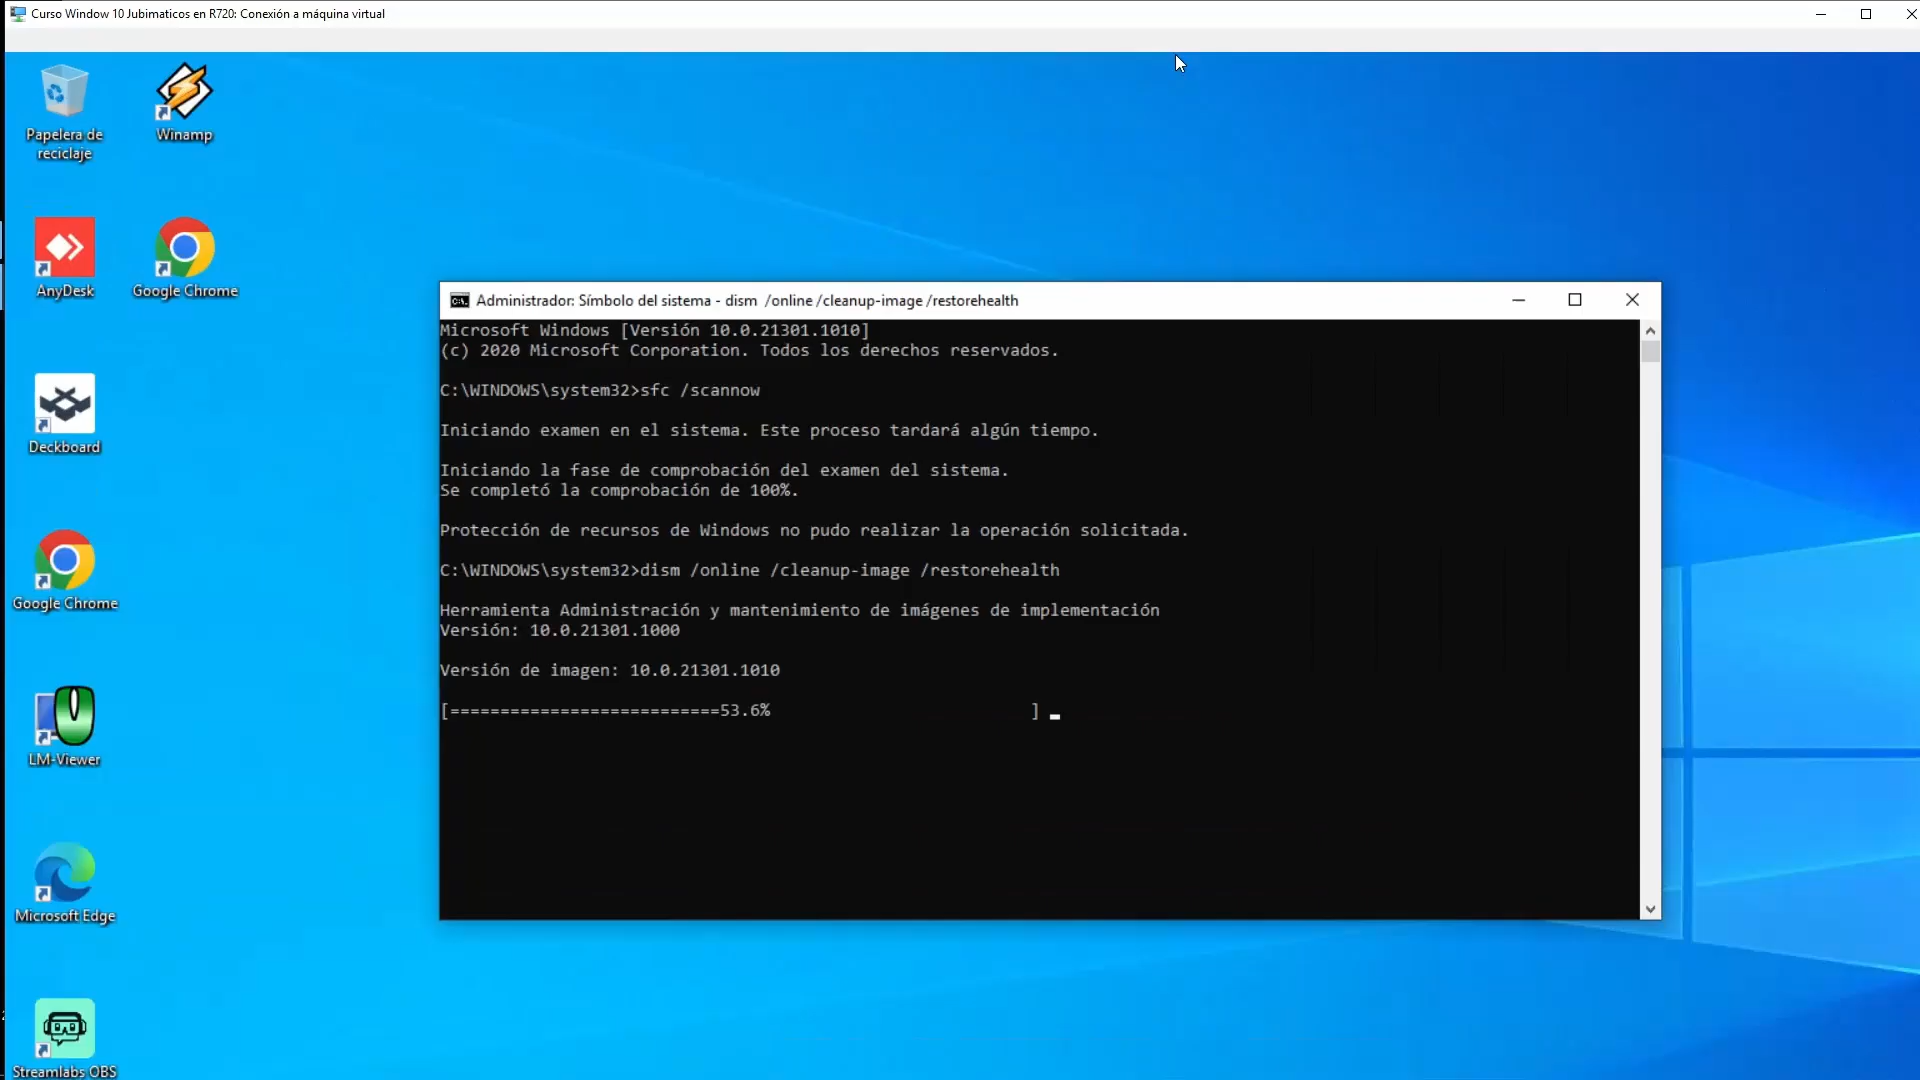 Curso Window 10 Jubimaticos en R720: Conexión a máquina virtual
Papelera de
reciclaje
Winamp
AnyDesk
Google Chrome
Deckboard
Google Chrome
LM-Viewer
Microsoft Edge
Streamlabs OBS
Administrador: Símbolo del sistema - dism  /online /cleanup-image /restorehealth
Microsoft Windows [Versión 10.0.21301.1010]
(c) 2020 Microsoft Corporation. Todos los derechos reservados.
C:\WINDOWS\system32>sfc /scannow
Iniciando examen en el sistema. Este proceso tardará algún tiempo.
Iniciando la fase de comprobación del examen del sistema.
Se completó la comprobación de 100%.
Protección de recursos de Windows no pudo realizar la operación solicitada.
C:\WINDOWS\system32>dism /online /cleanup-image /restorehealth
Herramienta Administración y mantenimiento de imágenes de implementación
Versión: 10.0.21301.1000
Versión de imagen: 10.0.21301.1010
[===========================53.6%                          ]